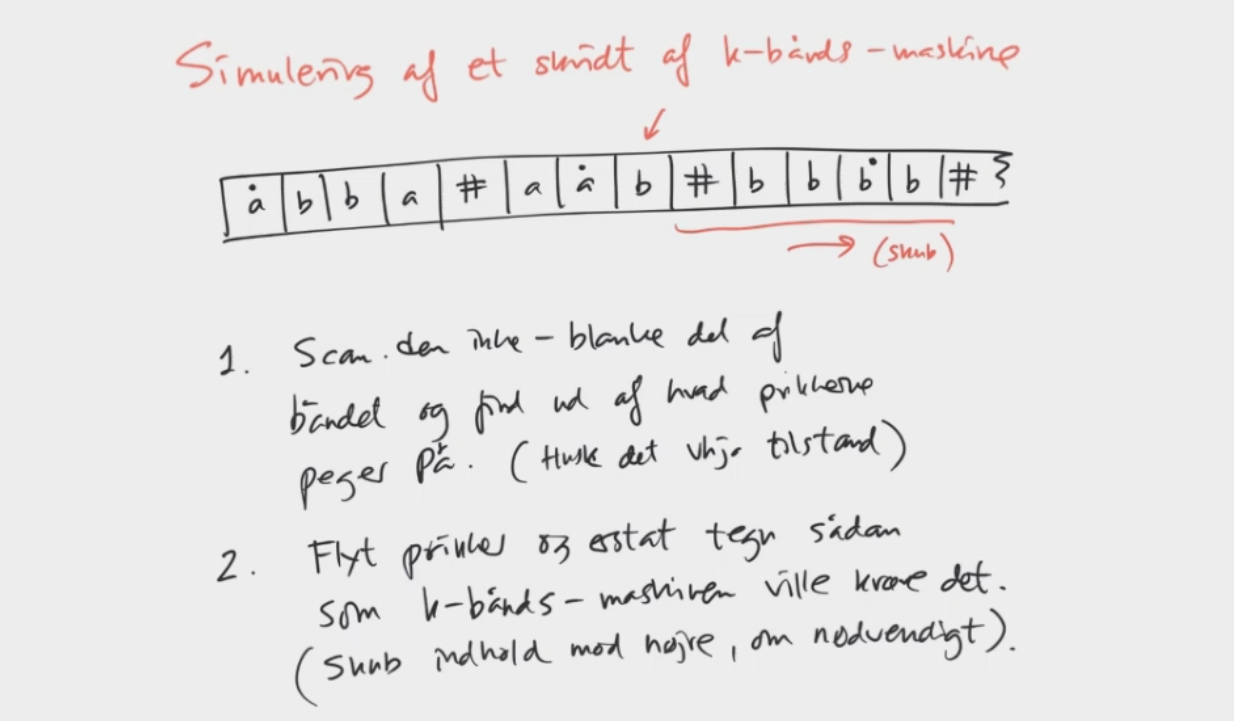 Simulering af et skridt af k-bånds-maskine
ȧ b b a # a ȧ b # b b ḃ b #
(skub)
1. Scan den ikke-blanke del af
båndet og find ud af hvad prikkerne
peger på. (Husk det vhja tilstand)
2. Flyt prikker og erstat tegn sådan
som k-bånds-maskinen ville kræve det.
(Skub indhold mod højre, om nødvendigt).